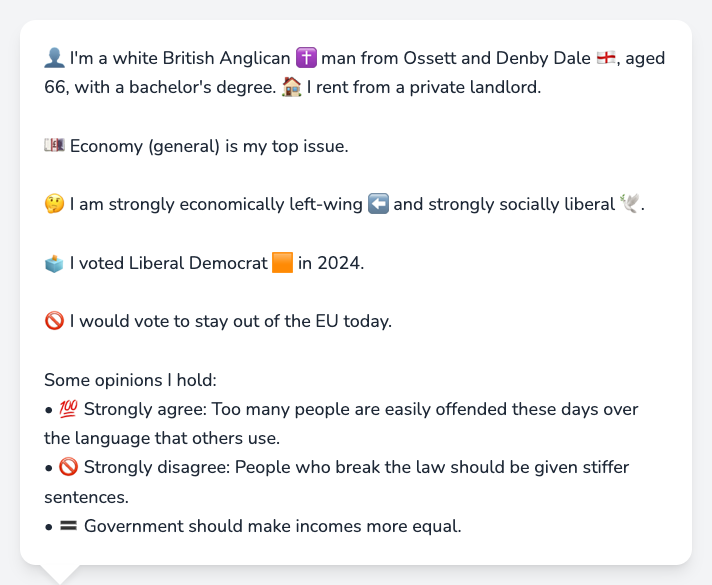 👤 I'm a white British Anglican ✝️ man from Ossett and Denby Dale 🏴󠁧󠁢󠁥󠁮󠁧󠁿, aged
66, with a bachelor's degree. 🏠 I rent from a private landlord.
💷 Economy (general) is my top issue.
🤔 I am strongly economically left-wing ⬅️ and strongly socially liberal 🕊️.
🗳️ I voted Liberal Democrat 🟧 in 2024.
🚫 I would vote to stay out of the EU today.
Some opinions I hold:
• 💯 Strongly agree: Too many people are easily offended these days over
the language that others use.
• 🚫 Strongly disagree: People who break the law should be given stiffer
sentences.
• 🟰 Government should make incomes more equal.